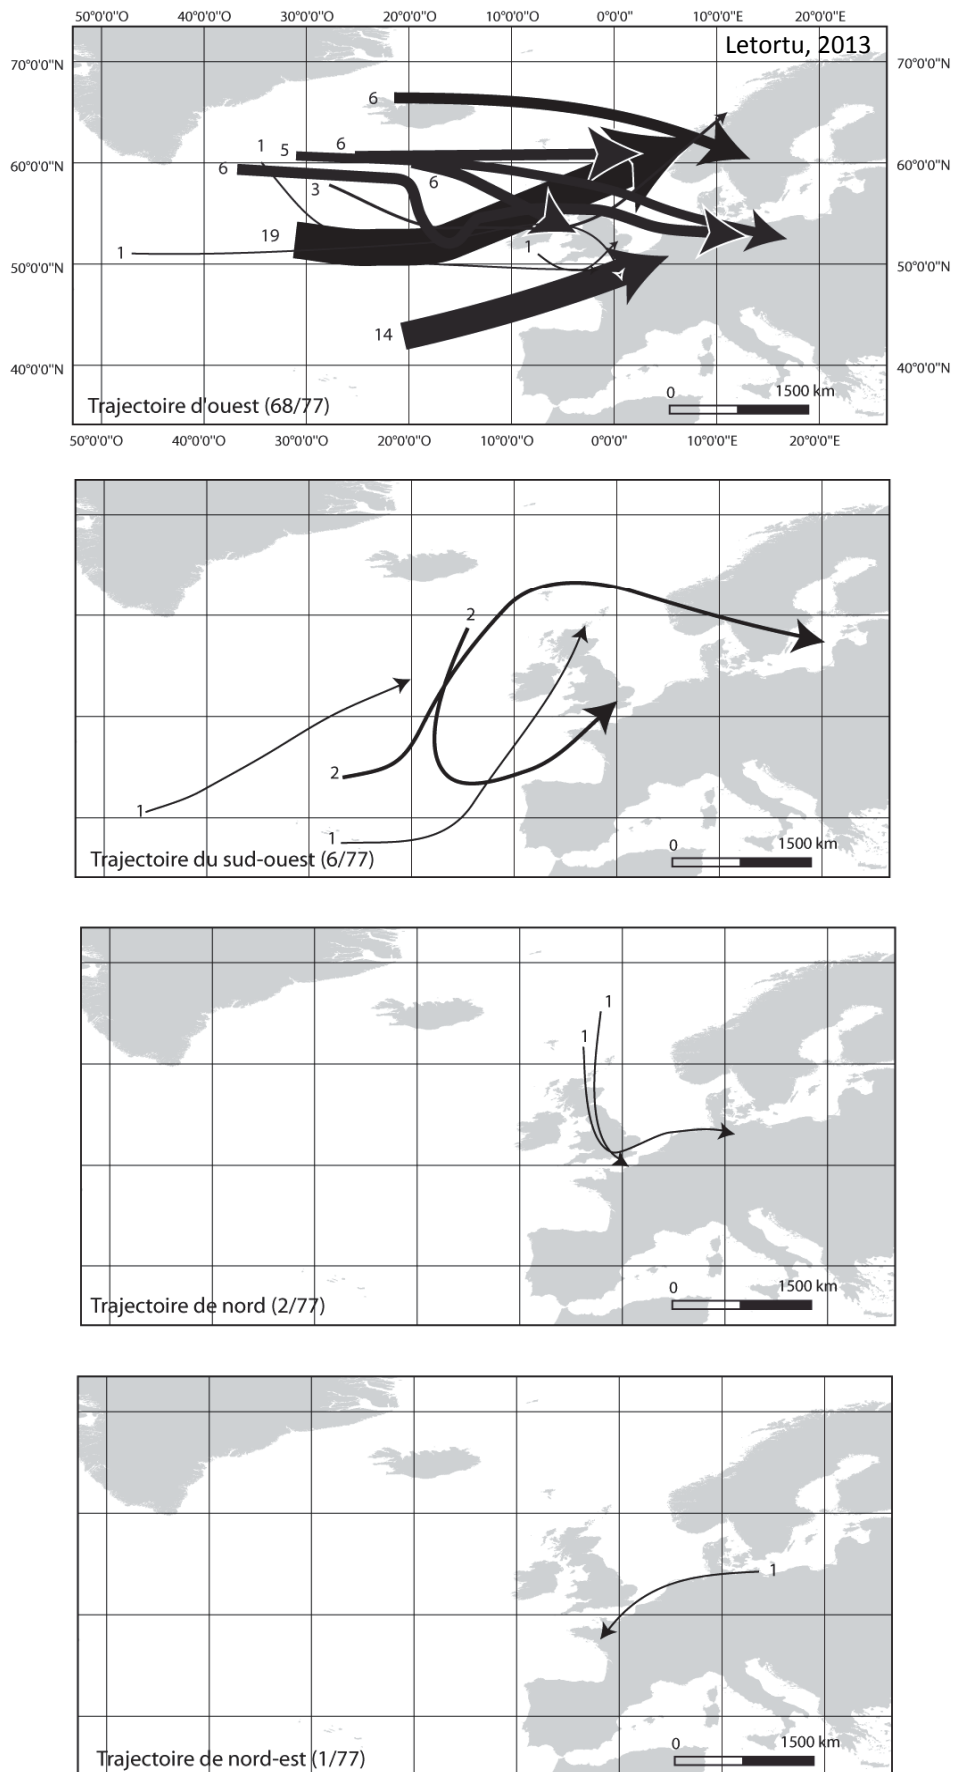 50°0'0"O 40°0'0"O 30°0'0"O 20°0'0"O 10°0'0"O 0°0'0" 10°0'0"E 20°0'0"E
Letortu, 2013
70°0'0"N 70°0'0"N
6
1 5 6
60°0'0"N 60°0'0"N
6 3 6
19
1 1
50°0'0"N 50°0'0"N
14
40°0'0"N 40°0'0"N
0 1500 km
Trajectoire d'ouest (68/77)
50°0'0"O 40°0'0"O 30°0'0"O 20°0'0"O 10°0'0"O 0°0'0" 10°0'0"E 20°0'0"E
2
2
1
1
0 1500 km
Trajectoire du sud-ouest (6/77)
1
1
0 1500 km
Trajectoire de nord (2/77)
1
0 1500 km
Trajectoire de nord-est (1/77)